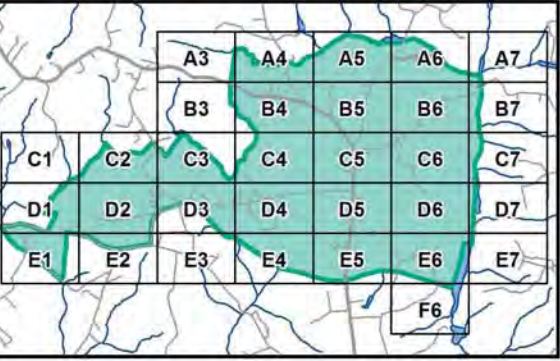 A3 A4 A5 A6 A7
B3 B4 B5 B6 B7
C1 C2 C3 C4 C5 C6 C7
D1 D2 D3 D4 D5 D6 D7
E1 E2 E3 E4 E5 E6 E7
F6